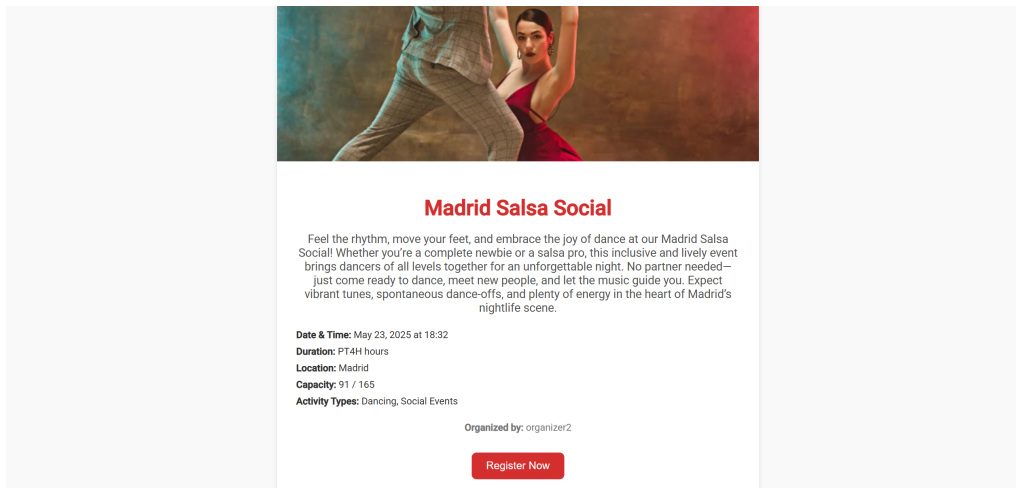 Madrid Salsa Social
Feel the rhythm, move your feet, and embrace the joy of dance at our Madrid Salsa
Social! Whether you're a complete newbie or a salsa pro, this inclusive and lively event
brings dancers of all levels together for an unforgettable night. No partner needed—
just come ready to dance, meet new people, and let the music guide you. Expect
vibrant tunes, spontaneous dance-offs, and plenty of energy in the heart of Madrid's
nightlife scene.
Date & Time: May 23, 2025 at 18:32
Duration: PT4H hours
Location: Madrid
Capacity: 91 / 165
Activity Types: Dancing, Social Events
Organized by: organizer2
Register Now